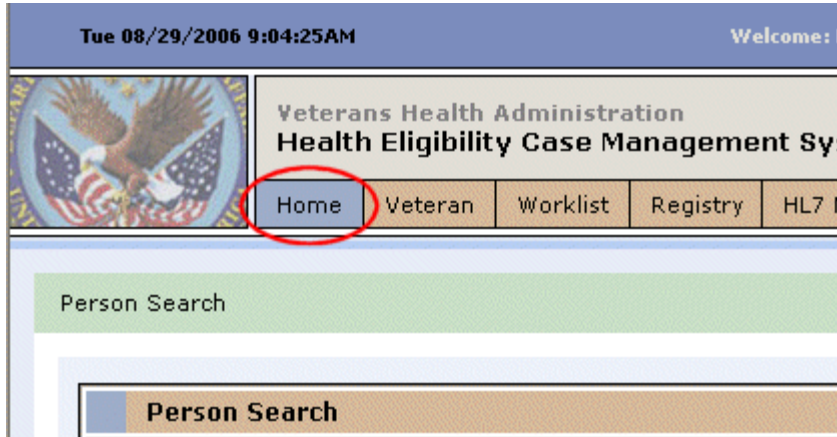 Tue 08/29/2006 9:04:25AM Welcome:
Veterans Health Administra
Health Eligibility Case Management Sy
Home Veteran Worklist Registry HL7
Person Search
Person Search